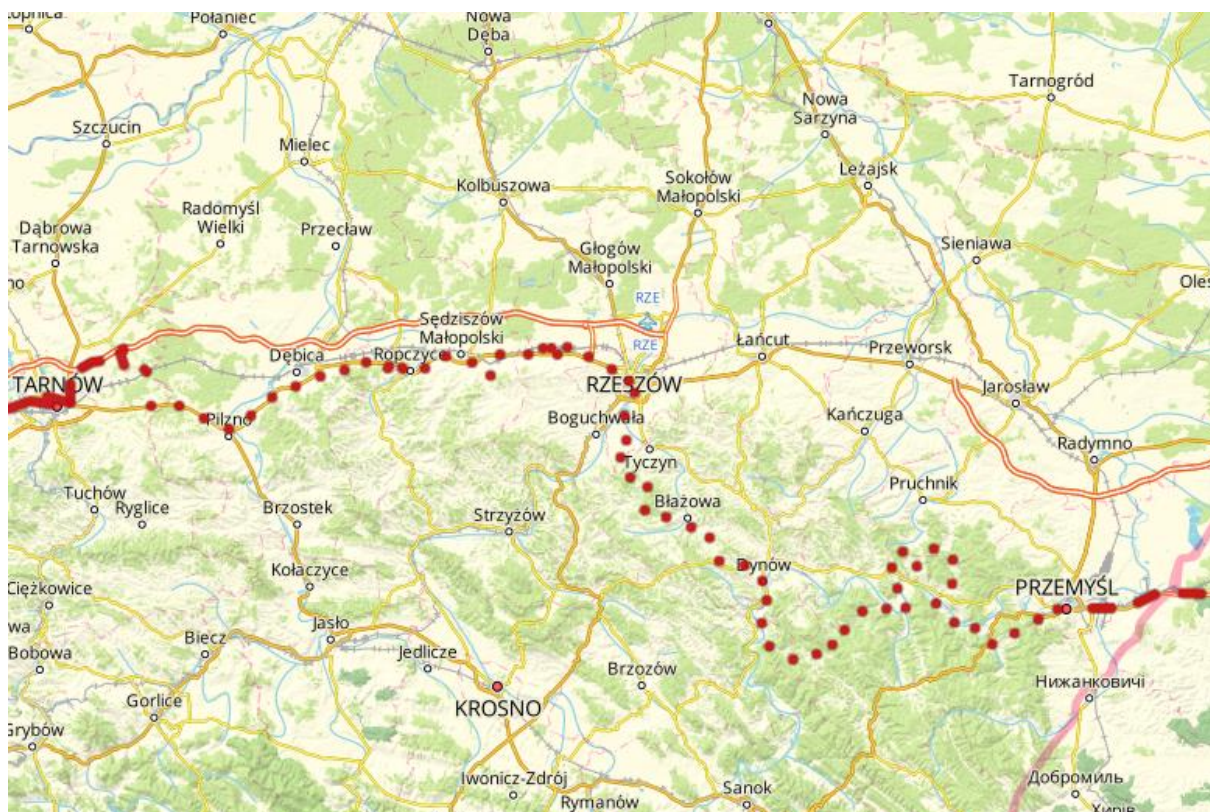 Połaniec
Nowa
Dęba
Tarnogród
Szczucin
Nowa
Sarzyna
Mielec
Leżajsk
Kolbuszowa
Sokołów
Małopolski
Radomyśl
Wielki
Przecław
Dąbrowa
Tarnowska
Głogów
Małopolski
Sieniawa
no
Oles
RZE
Sędziszów
Małopolski
RZE
Łańcut
Dębica
Ropczyce
Przeworsk
TARNÓW
RZESZÓW
Jarosław
Pilzno
Boguchwała
Kańczuga
Radymno
Tyczyn
Tuchów
Ryglice
Brzostek
Strzyżów
Błażowa
Pruchnik
Dynów
Kołaczyce
Ciężkowice
PRZEMYŚL
wa
Bobowa
Biecz
Jasło
Jedlicze
Brzozów
Нижанковичі
Gorlice
KROSNO
Grybów
Iwonicz-Zdrój
Rymanów
Sanok
Добромиль
Хирів